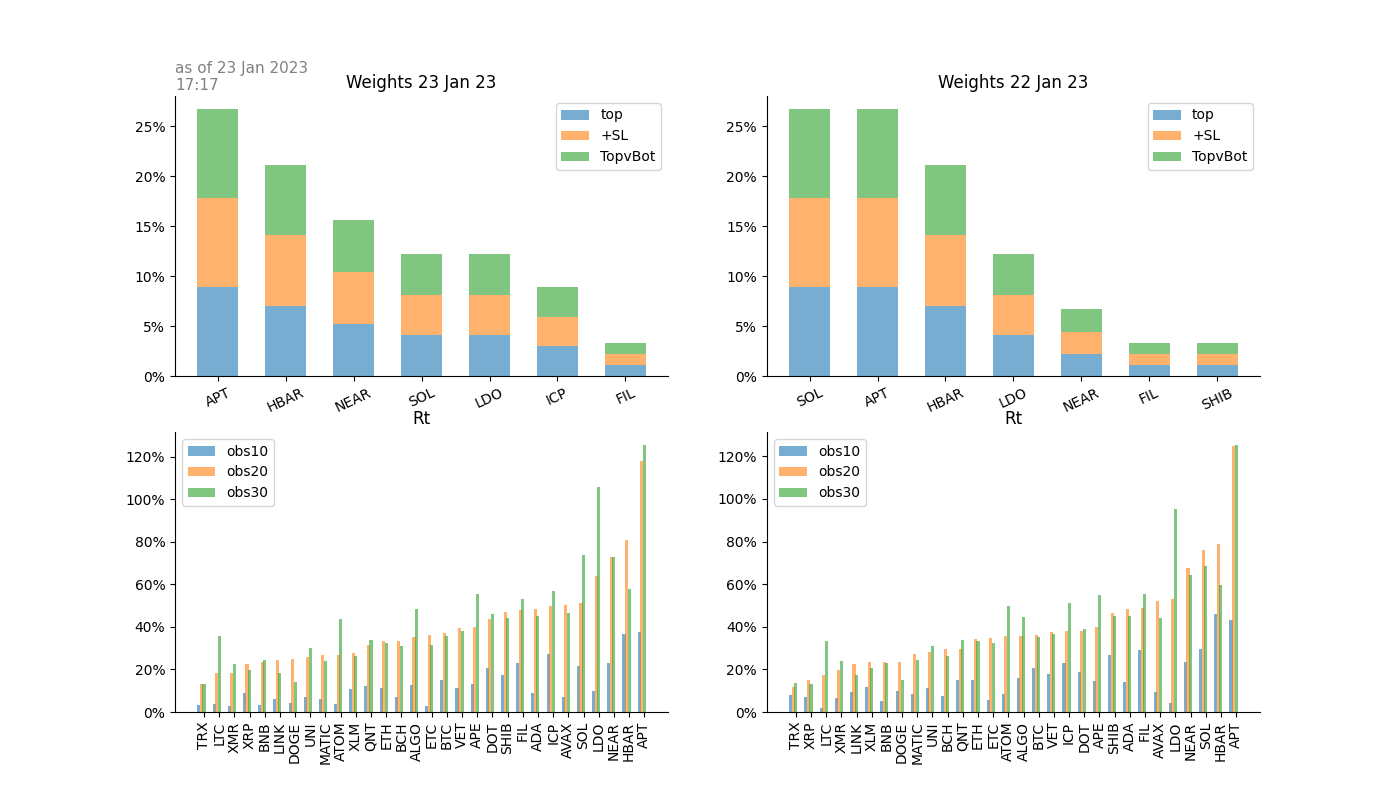 as of 23 Jan 2023
17:17
Weights 23 Jan 23
25%
20%
15%
10%
5%
0%
top
+SL
TopvBot
APT
HBAR
NEAR
SOL
LDO
ICP
FIL
Weights 22 Jan 23
25%
20%
15%
10%
5%
0%
top
+SL
TopvBot
SOL
APT
HBAR
LDO
NEAR
FIL
SHIB
Rt
120%
100%
80%
60%
40%
20%
0%
obs10
obs20
obs30
TRX
LTC
XMR
XRP
BNB
LINK
DOGE
UNI
MATIC
ATOM
XLM
QNT
ETH
BCH
ALGO
ETC
BTC
VET
APE
DOT
SHIB
FIL
ADA
ICP
AVAX
SOL
LDO
NEAR
HBAR
APT
Rt
120%
100%
80%
60%
40%
20%
0%
obs10
obs20
obs30
TRX
XRP
LTC
XMR
LINK
XLM
BNB
DOGE
MATIC
UNI
BCH
QNT
ETH
ETC
ATOM
ALGO
BTC
VET
ICP
DOT
APE
SHIB
ADA
FIL
AVAX
LDO
NEAR
SOL
HBAR
APT